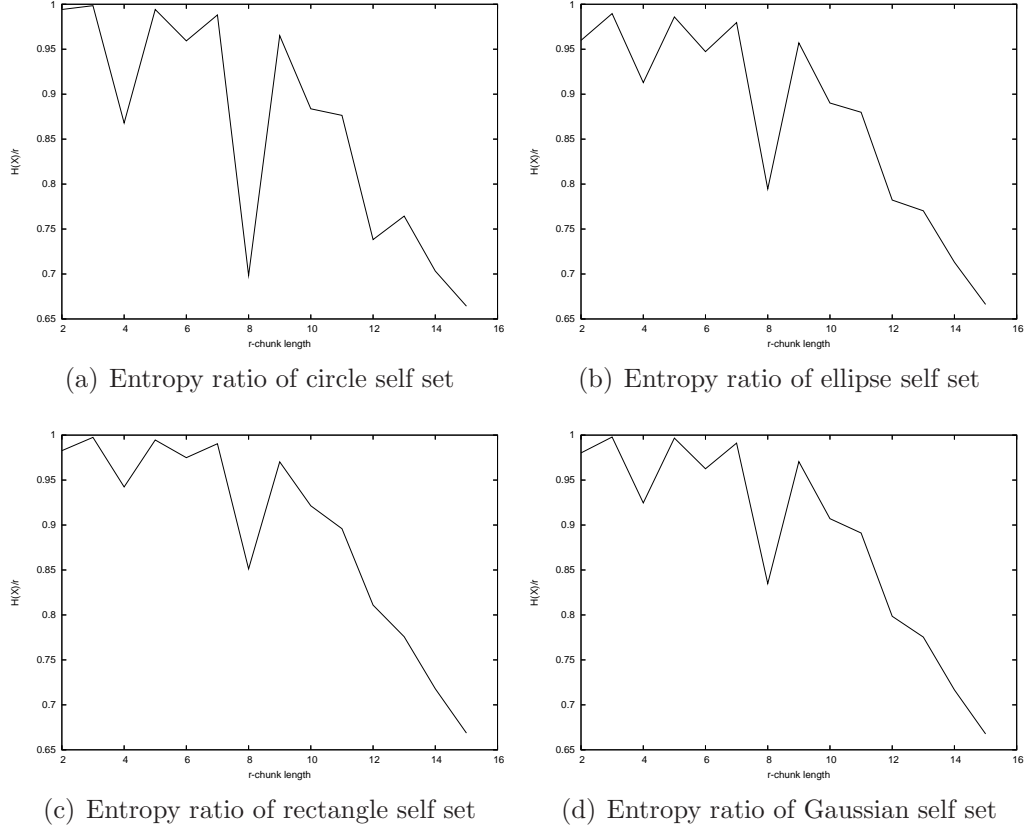 1
0.95
0.9
0.85
0.8
0.75
0.7
0.65
H(X)/r
2 4 6 8 10 12 14 16
r-chunk length
(a) Entropy ratio of circle self set
1
0.95
0.9
0.85
0.8
0.75
0.7
0.65
H(X)/r
2 4 6 8 10 12 14 16
r-chunk length
(b) Entropy ratio of ellipse self set
1
0.95
0.9
0.85
0.8
0.75
0.7
0.65
H(X)/r
2 4 6 8 10 12 14 16
r-chunk length
(c) Entropy ratio of rectangle self set
1
0.95
0.9
0.85
0.8
0.75
0.7
0.65
H(X)/r
2 4 6 8 10 12 14 16
r-chunk length
(d) Entropy ratio of Gaussian self set